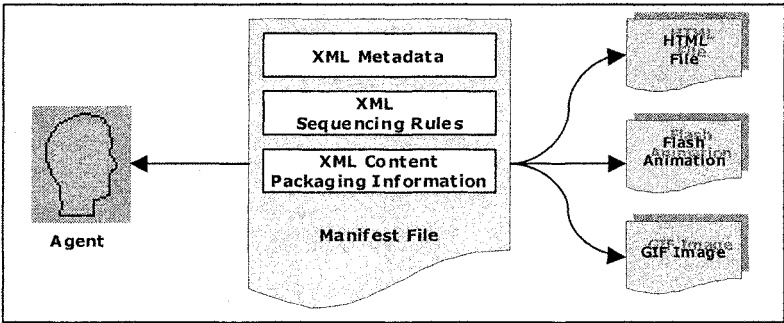 XML Metadata
XML
Sequencing Rules
XML Content
Packaging Information
Manifest File
Agent
HTML
File
Flash
Animation
GIF Image